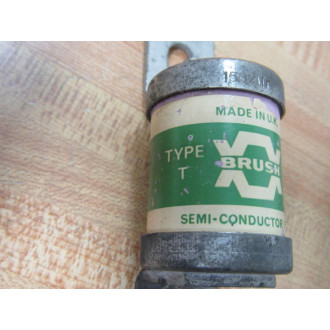 MADE IN U.K.
TYPE
T
BRUSH
SEMI-CONDUCTOR